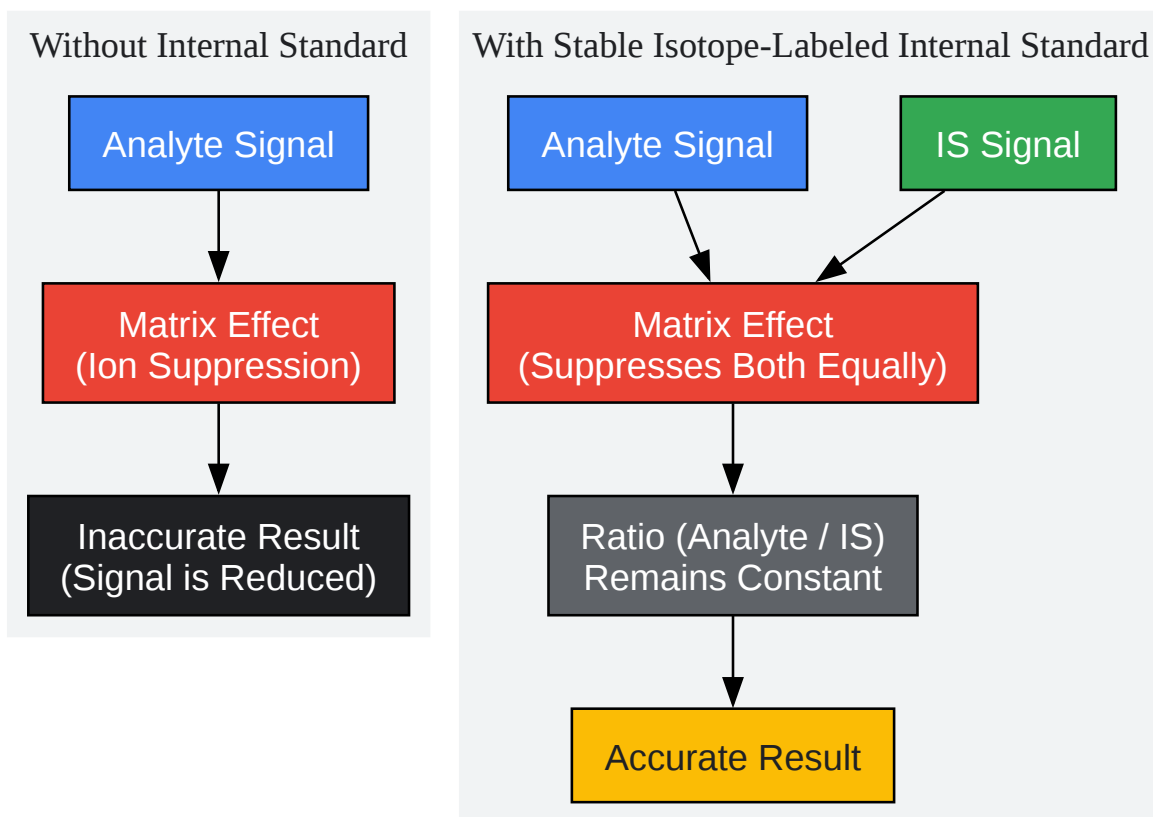 Without Internal Standard
Analyte Signal
Matrix Effect
(Ion Suppression)
Inaccurate Result
(Signal is Reduced)
With Stable Isotope-Labeled Internal Standard
Analyte Signal
IS Signal
Matrix Effect
(Suppresses Both Equally)
Ratio (Analyte / IS)
Remains Constant
Accurate Result